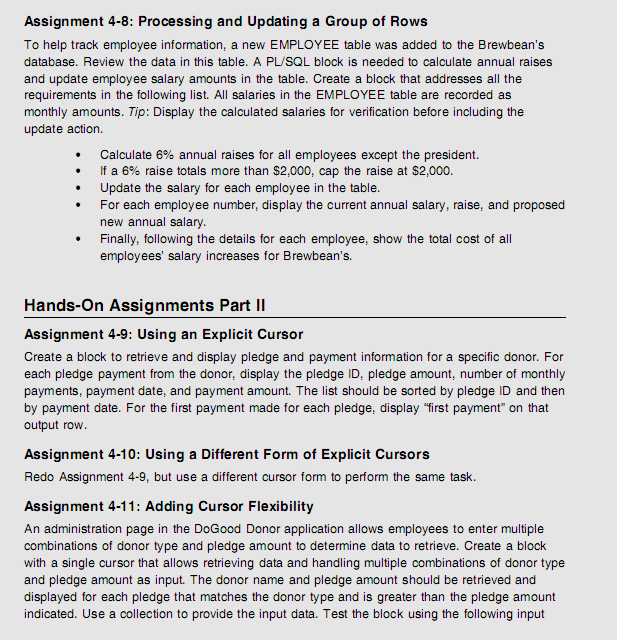 Assignment 4-8: Processing and Updating a Group of Rows
To help track employee information, a new EMPLOYEE table was added to the Brewbean's
database. Review the data in this table. A PL/SQL block is needed to calculate annual raises
and update employee salary amounts in the table. Create a block that addresses all the
requirements in the following list. All salaries in the EMPLOYEE table are recorded as
monthly amounts. Tip: Display the calculated salaries for verification before including the
update action.
• Calculate 6% annual raises for all employees except the president.
• If a 6% raise totals more than $2,000, cap the raise at $2,000.
• Update the salary for each employee in the table.
• For each employee number, display the current annual salary, raise, and proposed
new annual salary.
• Finally, following the details for each employee, show the total cost of all
employees' salary increases for Brewbean's.
Hands-On Assignments Part II
Assignment 4-9: Using an Explicit Cursor
Create a block to retrieve and display pledge and payment information for a specific donor. For
each pledge payment from the donor, display the pledge ID, pledge amount, number of monthly
payments, payment date, and payment amount. The list should be sorted by pledge ID and then
by payment date. For the first payment made for each pledge, display “first payment” on that
output row.
Assignment 4-10: Using a Different Form of Explicit Cursors
Redo Assignment 4-9, but use a different cursor form to perform the same task.
Assignment 4-11: Adding Cursor Flexibility
An administration page in the DoGood Donor application allows employees to enter multiple
combinations of donor type and pledge amount to determine data to retrieve. Create a block
with a single cursor that allows retrieving data and handling multiple combinations of donor type
and pledge amount as input. The donor name and pledge amount should be retrieved and
displayed for each pledge that matches the donor type and is greater than the pledge amount
indicated. Use a collection to provide the input data. Test the block using the following input